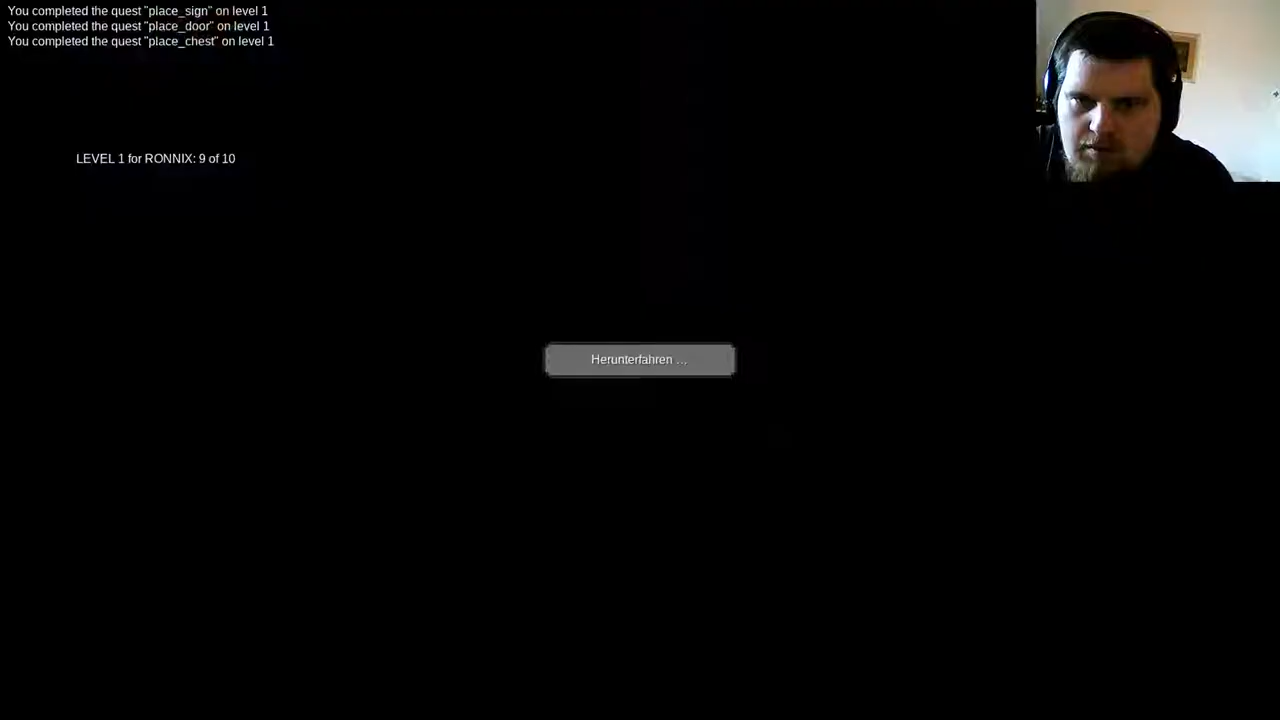 You completed the quest "place_sign" on level 1
You completed the quest "place_door" on level 1
You completed the quest "place_chest" on level 1
LEVEL 1 for RONNIX: 9 of 10
Herunterfahren ...